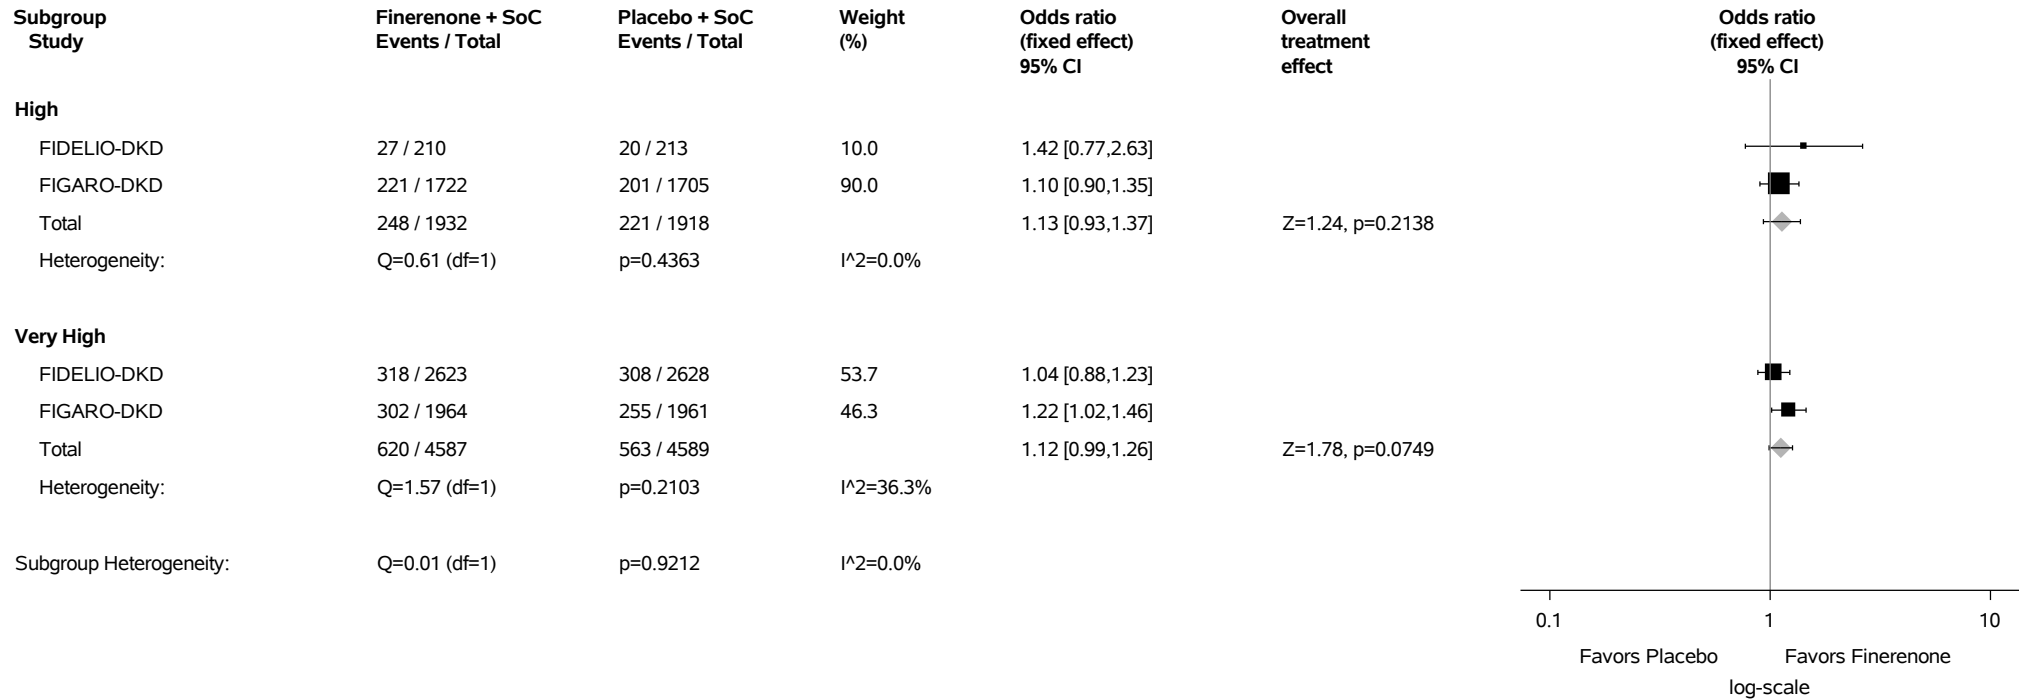 Subgroup Finerenone + SoC Placebo + SoC Weight Odds ratio Overall Odds ratio
Study Events / Total Events / Total (%) (fixed effect) treatment (fixed effect)
95% CI effect 95% CI
High
FIDELIO-DKD 27 / 210 20 / 213 10.0 1.42 [0.77,2.63]
FIGARO-DKD 221 / 1722 201 / 1705 90.0 1.10 [0.90,1.35]
Total 248 / 1932 221 / 1918 1.13 [0.93,1.37] Z=1.24, p=0.2138
Heterogeneity: Q=0.61 (df=1) p=0.4363 I^2=0.0%
Very High
FIDELIO-DKD 318 / 2623 308 / 2628 53.7 1.04 [0.88,1.23]
FIGARO-DKD 302 / 1964 255 / 1961 46.3 1.22 [1.02,1.46]
Total 620 / 4587 563 / 4589 1.12 [0.99,1.26] Z=1.78, p=0.0749
Heterogeneity: Q=1.57 (df=1) p=0.2103 I^2=36.3%
Subgroup Heterogeneity: Q=0.01 (df=1) p=0.9212 I^2=0.0%
0.1 1 10
Favors Placebo Favors Finerenone
log-scale